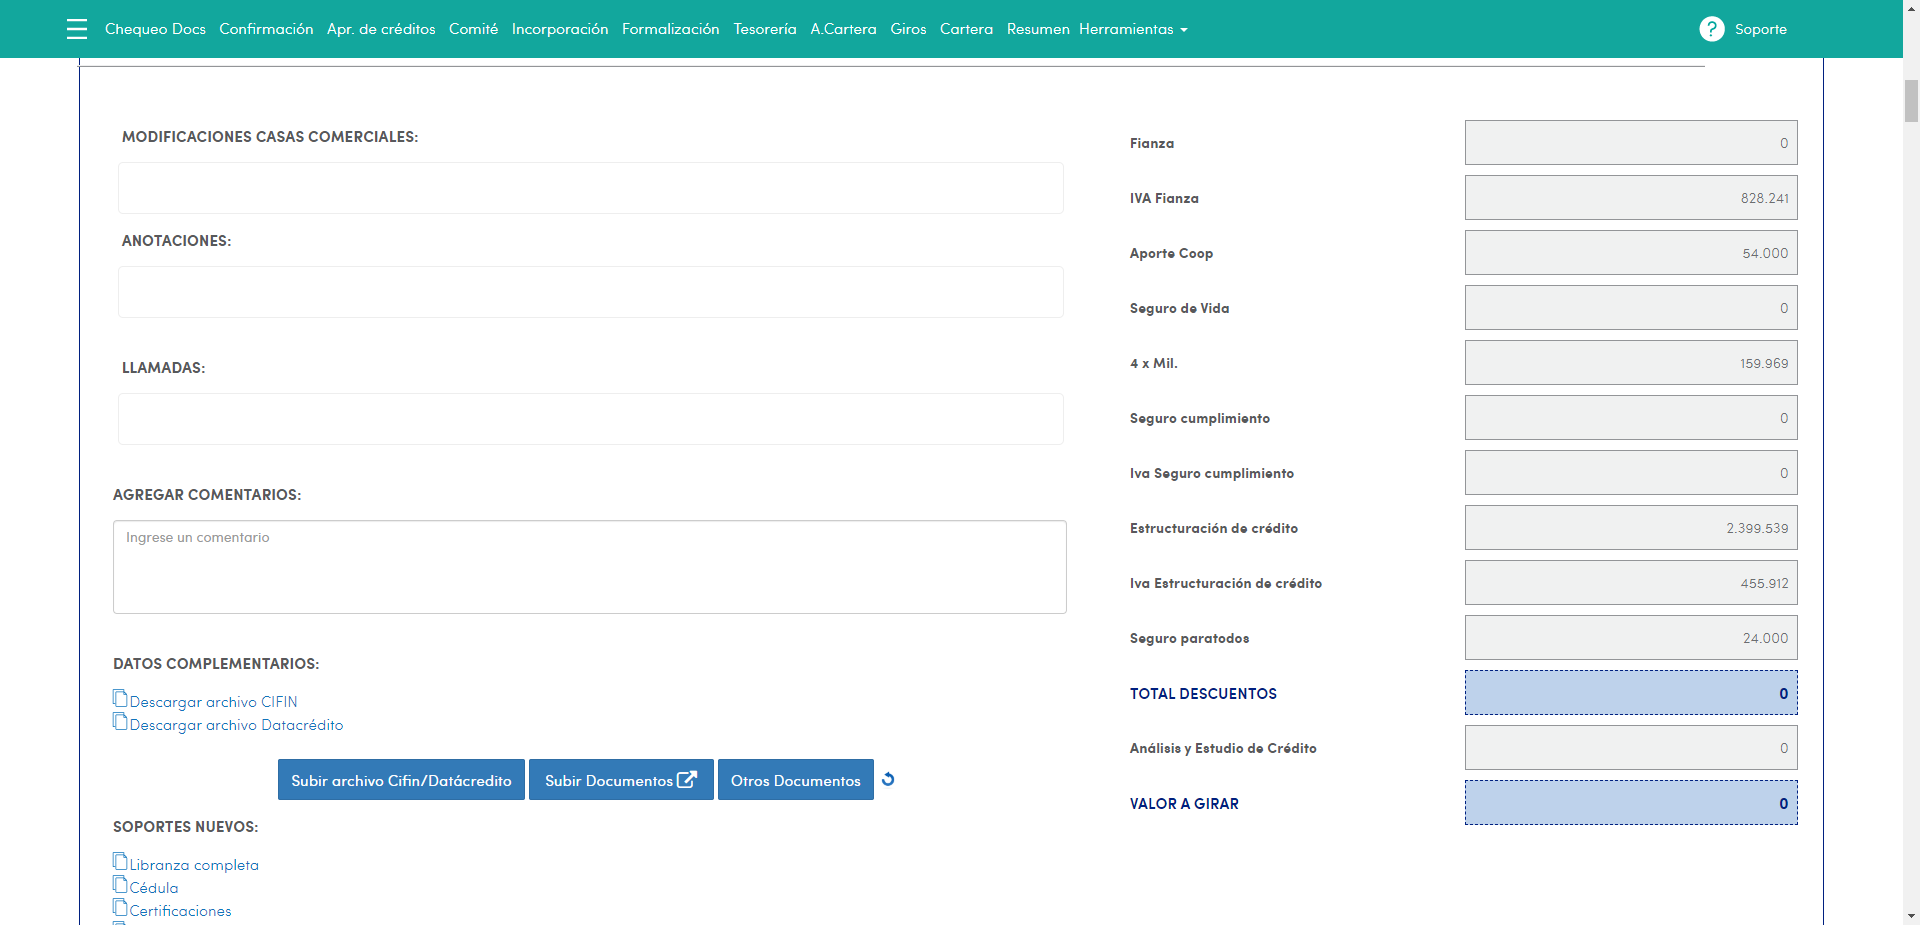 Chequeo Docs Confirmación Apr. de créditos Comité Incorporación Formalización Tesorería A.Cartera Giros Cartera Resumen Herramientas ? Soporte
MODIFICACIONES CASAS COMERCIALES:
ANOTACIONES:
LLAMADAS:
AGREGAR COMENTARIOS:
Ingrese un comentario
DATOS COMPLEMENTARIOS:
Descargar archivo CIFIN
Descargar archivo Datacrédito
Subir archivo Cifin/Datácredito Subir Documentos Otros Documentos
SOPORTES NUEVOS:
Libranza completa
Cédula
Certificaciones
Fianza 0
IVA Fianza 828.241
Aporte Coop 54.000
Seguro de Vida 0
4 x Mil. 159.969
Seguro cumplimiento 0
Iva Seguro cumplimiento 0
Estructuración de crédito 2.399.539
Iva Estructuración de crédito 455.912
Seguro paratodos 24.000
TOTAL DESCUENTOS 0
Análisis y Estudio de Crédito 0
VALOR A GIRAR 0